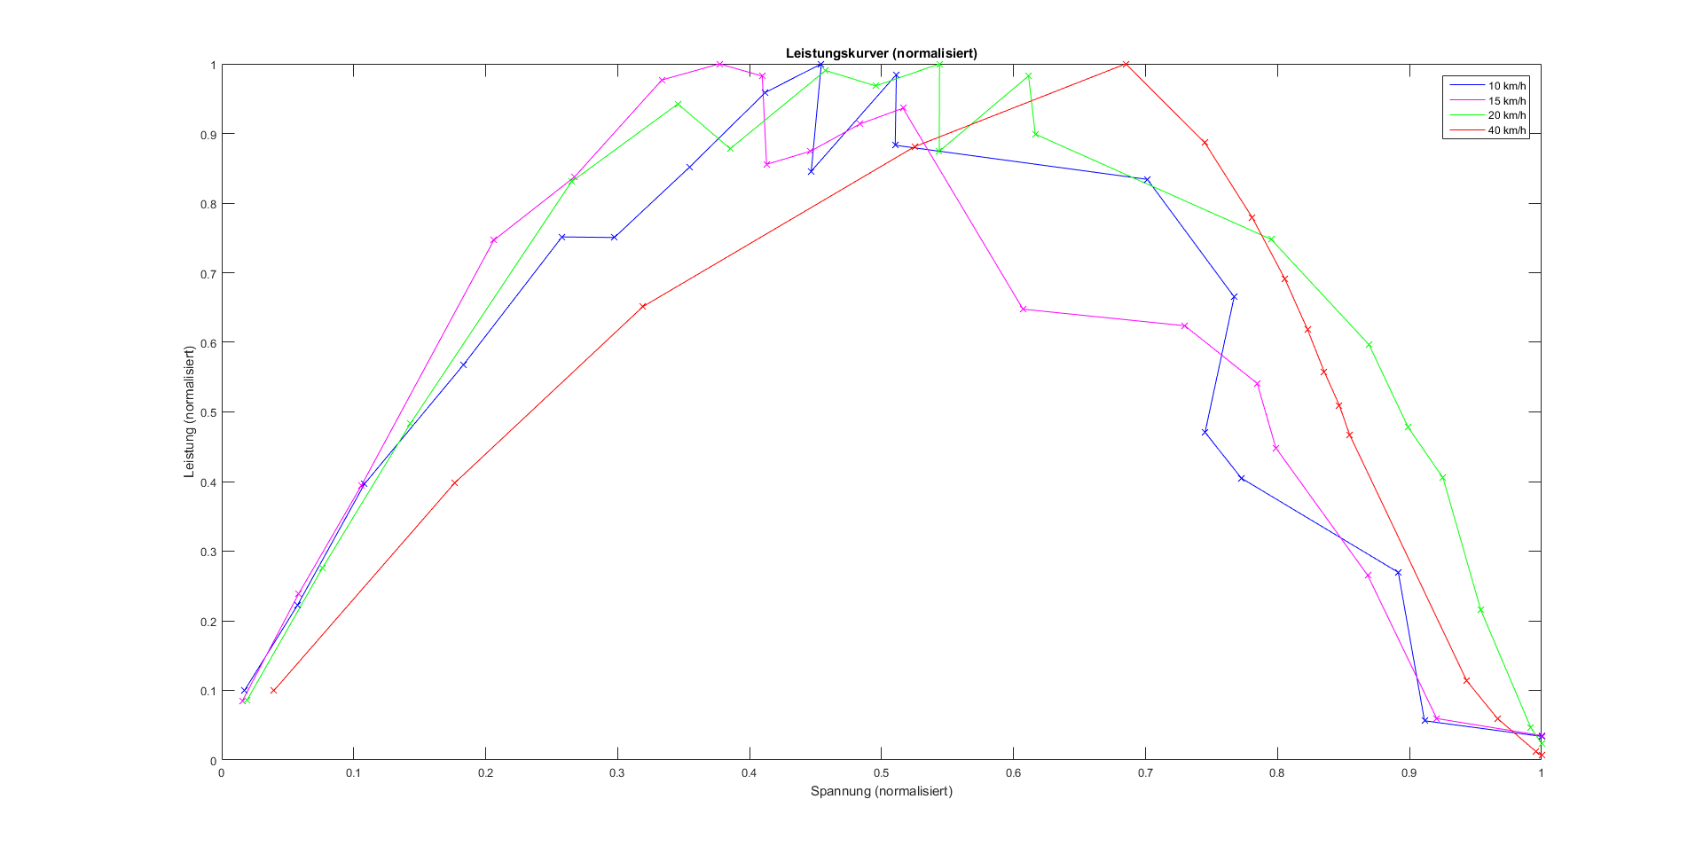 Leistungskurver (normalisiert)
10 km/h
15 km/h
20 km/h
40 km/h
1
0.9
0.8
0.7
0.6
0.5
0.4
0.3
0.2
0.1
0
Leistung (normalisiert)
0 0.1 0.2 0.3 0.4 0.5 0.6 0.7 0.8 0.9 1
Spannung (normalisiert)